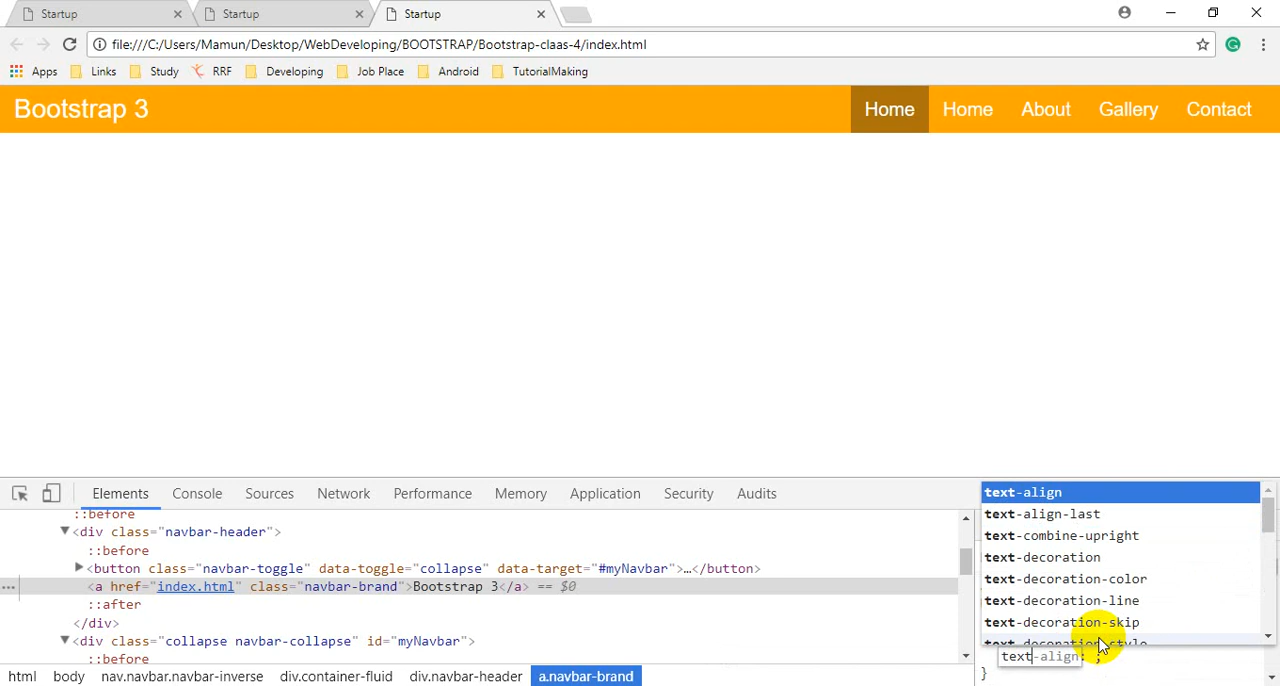 Startup Startup Startup
file:///C:/Users/Mamun/Desktop/WebDeveloping/BOOTSTRAP/Bootstrap-claas-4/index.html
Apps Links Study RRF Developing Job Place Android TutorialMaking
Bootstrap 3 Home Home About Gallery Contact
Elements Console Sources Network Performance Memory Application Security Audits
::before
<div class="navbar-header">
::before
<button class="navbar-toggle" data-toggle="collapse" data-target="#myNavbar">…</button>
<a href="index.html" class="navbar-brand">Bootstrap 3</a> == $0
::after
</div>
<div class="collapse navbar-collapse" id="myNavbar">
::before
html body nav.navbar.navbar-inverse div.container-fluid div.navbar-header a.navbar-brand
text-align
text-align-last
text-combine-upright
text-decoration
text-decoration-color
text-decoration-line
text-decoration-skip
text-decoration-style
text-align: ;
}